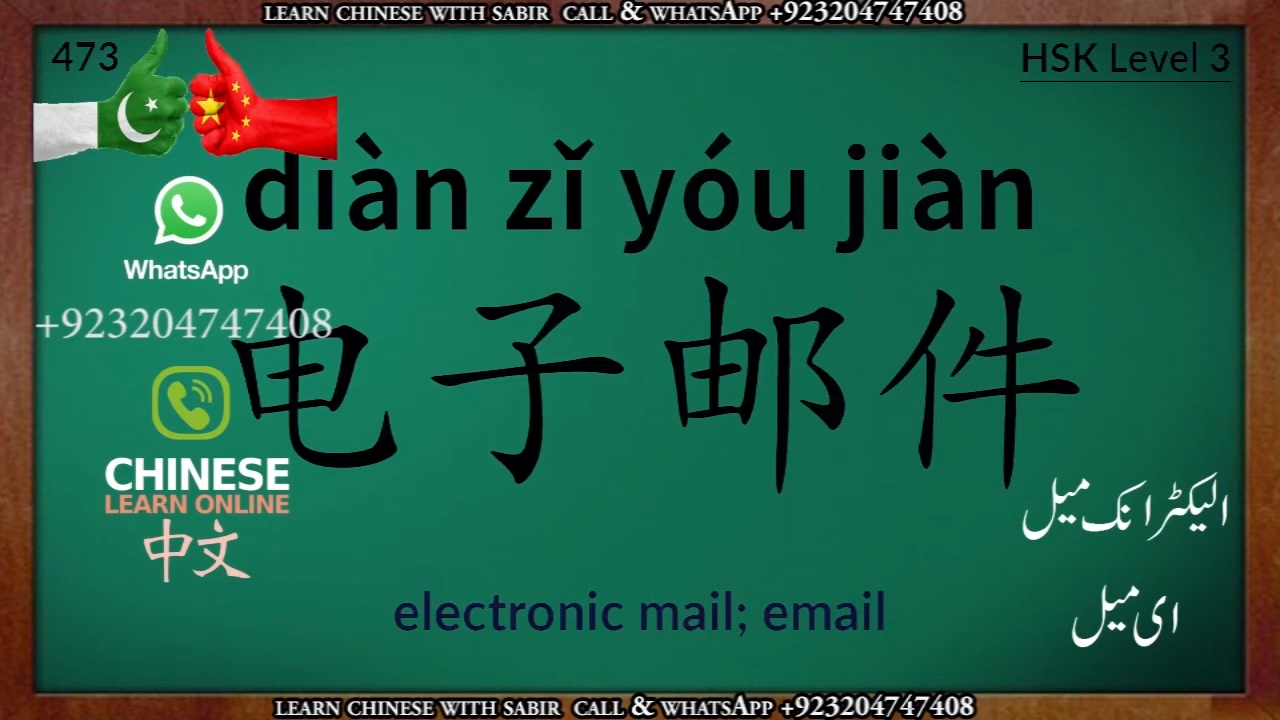 LEARN CHINESE WITH SABIR CALL & WHATSAPP +923204747408
473
HSK Level 3
diàn zǐ yóu jiàn
WhatsApp
+923204747408
电子邮件
CHINESE
LEARN ONLINE
中文
الیکٹرانک میل
electronic mail; email
ای میل
LEARN CHINESE WITH SABIR CALL & WHATSAPP +923204747408